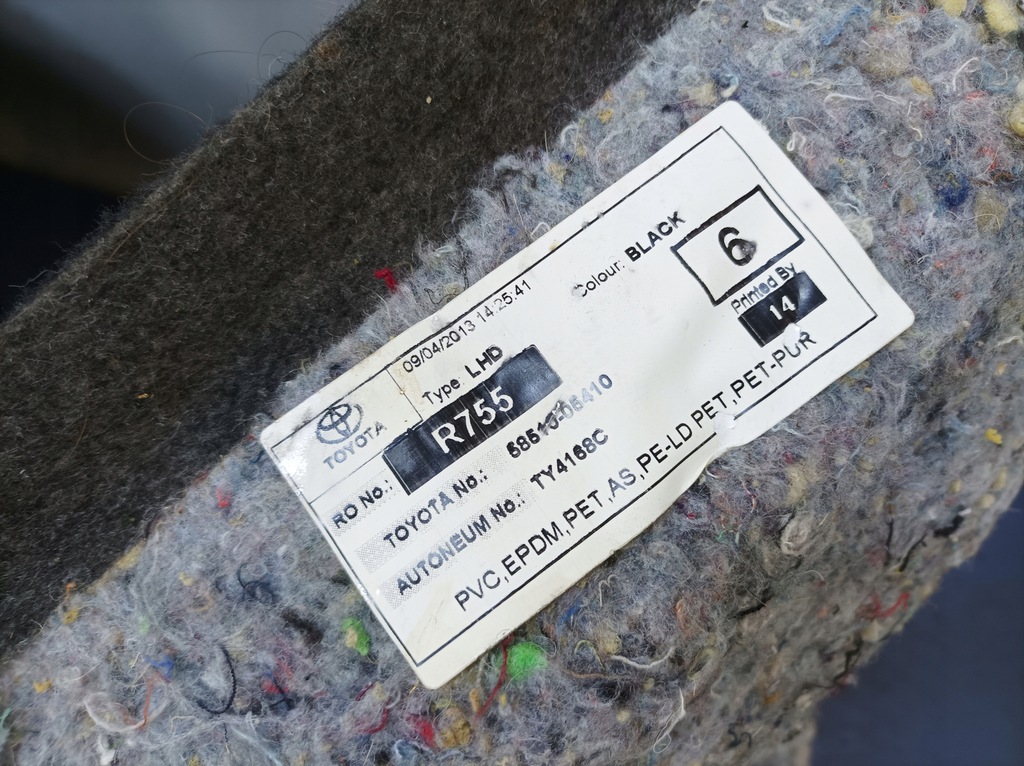 TOYOTA
09/04/2013 14:25:41
Type. LHD
Colour: BLACK
6
Printed By
14
RO No.: R755
TOYOTA No.:
AUTONEUM No.: TY4168C
PVC,EPDM,PET,AS,PE-LD PET,PET-PUR